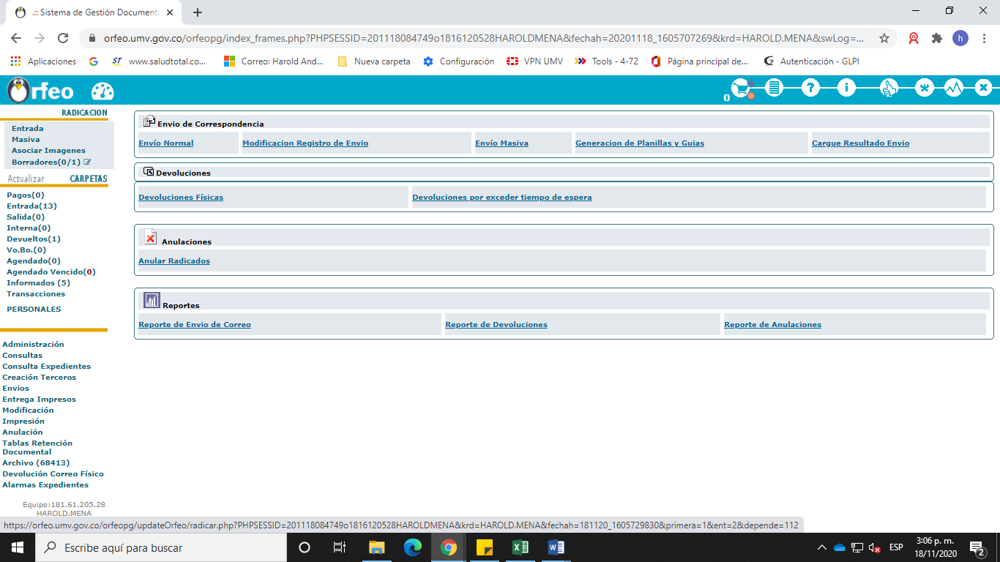 .:: Sistema de Gestión Documenta
orfeo.umv.gov.co/orfeopg/index_frames.php?PHPSESSID=201118084749o1816120528HAROLDMENA&fechah=20201118_1605707269&krd=HAROLD.MENA&swLog=...
h
Aplicaciones
G
ST www.saludtotal.co...
Correo: Harold And...
Nueva carpeta
Configuración
VPN UMV
Tools - 4-72
Página principal de...
Autenticación - GLPI
Orfeo
0
RADICACION
Entrada
Masiva
Asociar Imagenes
Borradores(0/1)
Actualizar CARPETAS
Pagos(0)
Entrada(13)
Salida(0)
Interna(0)
Devueltos(1)
Vo.Bo.(0)
Agendado(0)
Agendado Vencido(0)
Informados (5)
Transacciones
PERSONALES
Administración
Consultas
Consulta Expedientes
Creación Terceros
Envios
Entrega Impresos
Modificación
Impresión
Anulación
Tablas Retención
Documental
Archivo (68413)
Devolución Correo Físico
Alarmas Expedientes
Equipo:181.61.205.28
HAROLD.MENA
Envio de Correspondencia
Envío Normal
Modificacion Registro de Envio
Envío Masiva
Generacion de Planillas y Guias
Cargue Resultado Envio
Devoluciones
Devoluciones Físicas
Devoluciones por exceder tiempo de espera
Anulaciones
Anular Radicados
Reportes
Reporte de Envio de Correo
Reporte de Devoluciones
Reporte de Anulaciones
https://orfeo.umv.gov.co/orfeopg/updateOrfeo/radicar.php?PHPSESSID=201118084749o1816120528HAROLDMENA&krd=HAROLD.MENA&fechah=181120_1605729830&primera=1&ent=2&depende=112
Escribe aquí para buscar
ESP
3:06 p. m.
18/11/2020
2